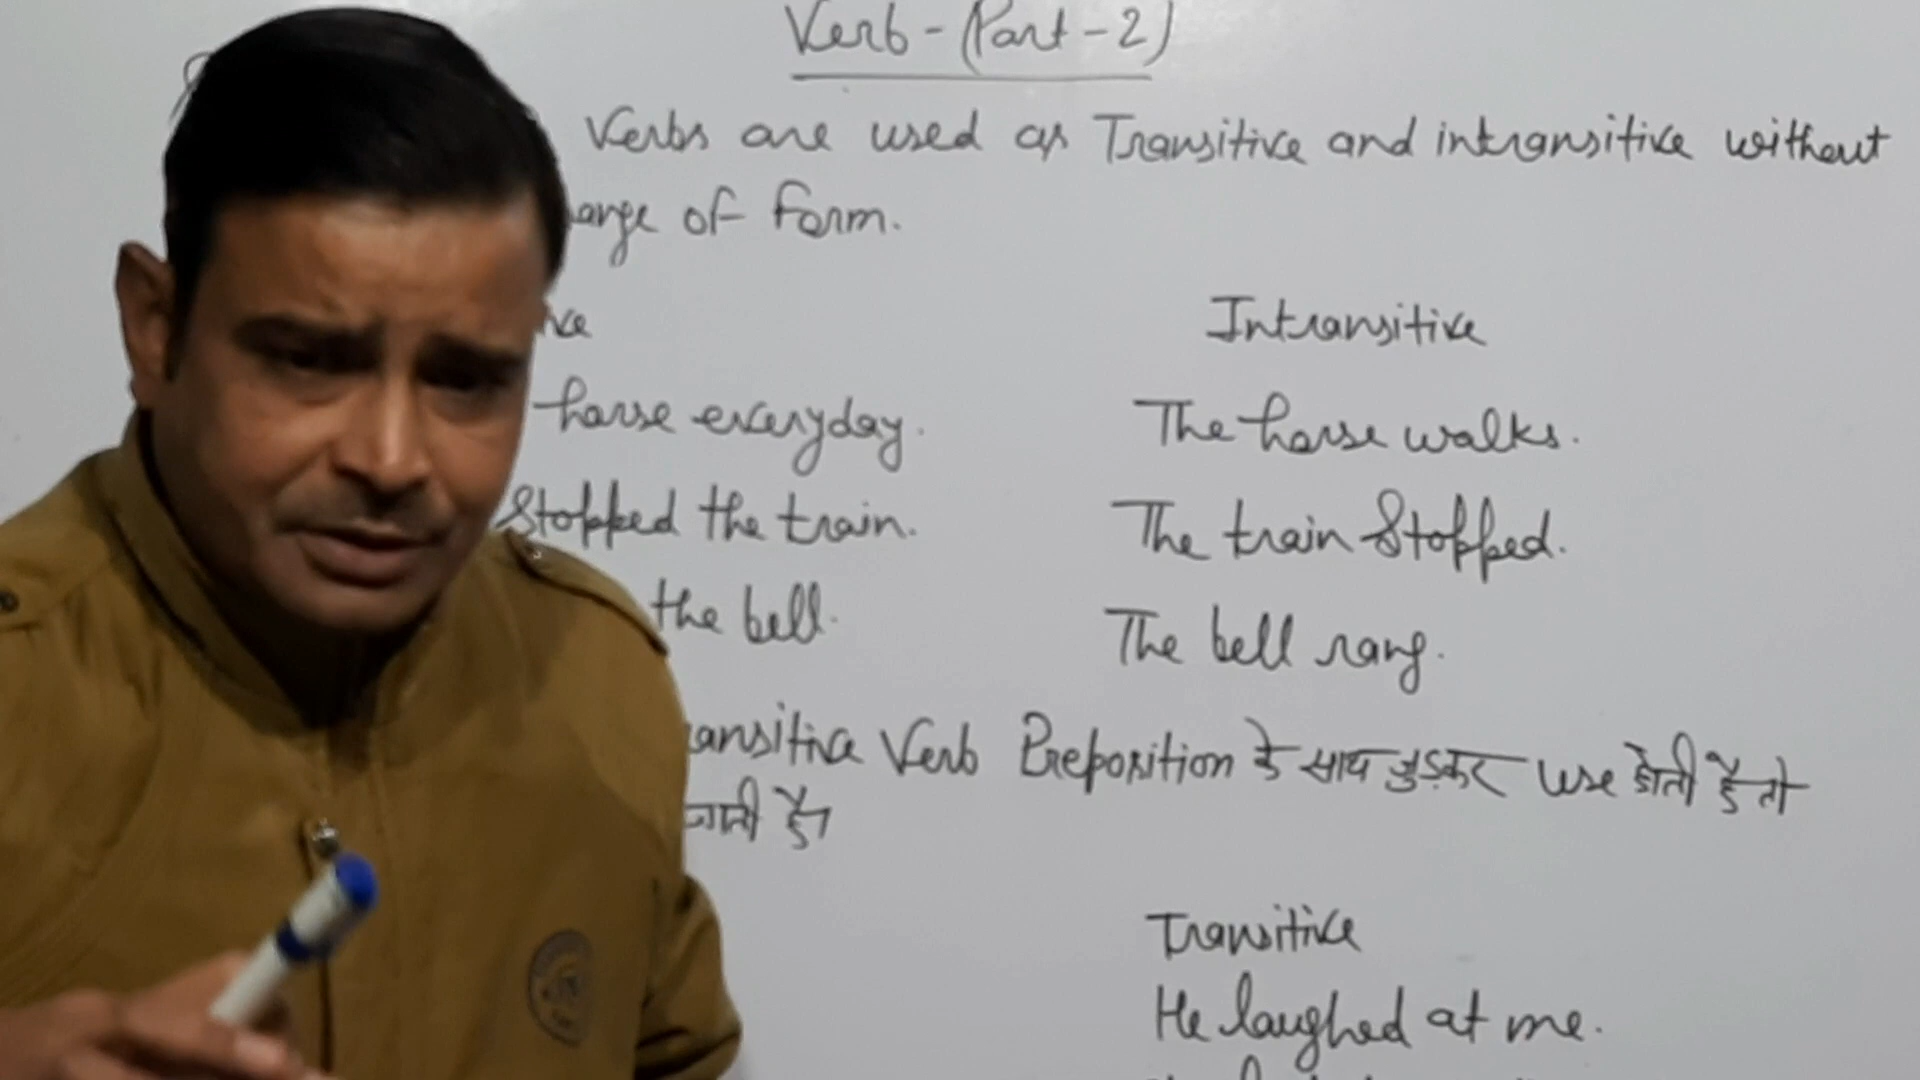 Verb - (Part - 2)
Verbs are used as Transitive and intransitive without
ange of form.
ive Intransitive
horse everyday. The horse walks.
Stopped the train. The train Stopped.
the bell. The bell rang.
ansitive Verb Preposition के साथ जुड़कर use होती है तो
जाती है।
Transitive
He laughed at me.